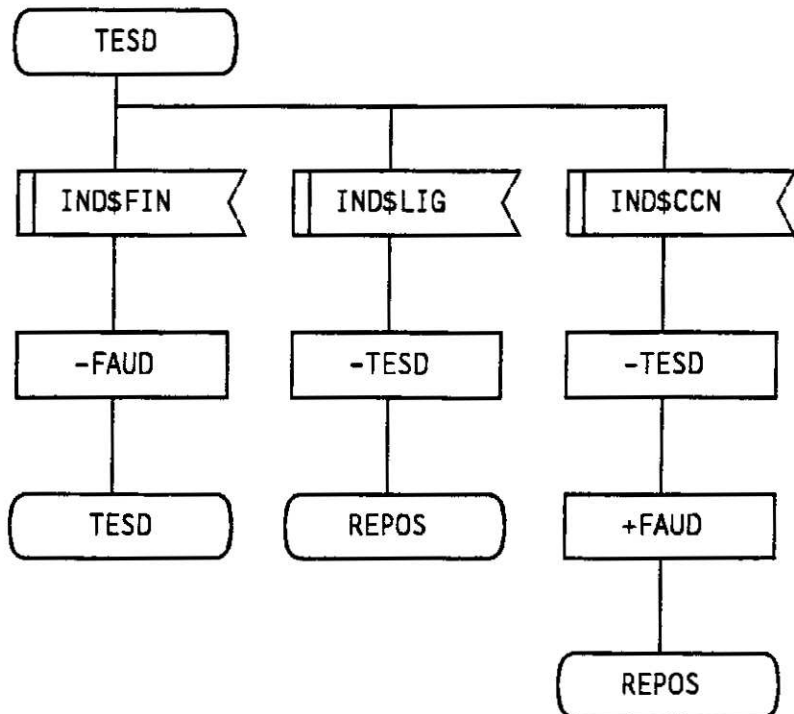 TESD
IND$FIN
IND$LIG
IND$CCN
-FAUD
-TESD
-TESD
TESD
REPOS
+FAUD
REPOS